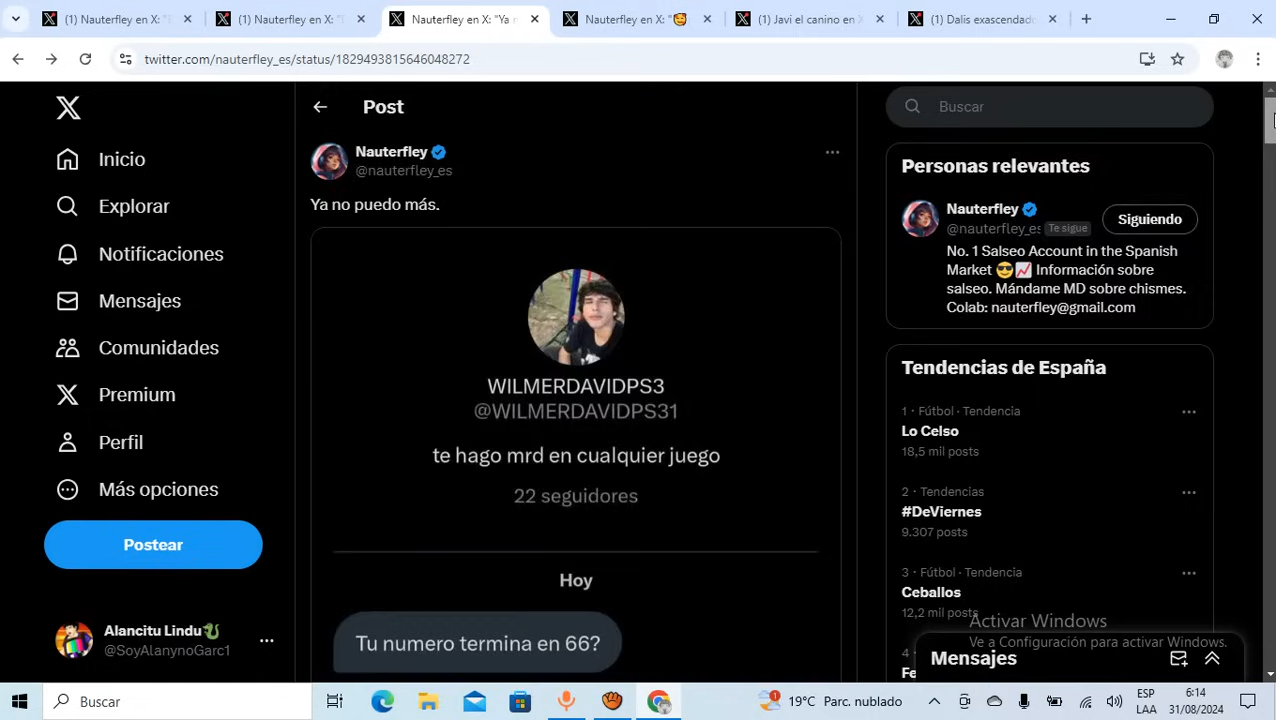 (1) Nauterfley en X: "E
(1) Nauterfley en X: "E
Nauterfley en X: "Ya r
Nauterfley en X: "🥰
(1) Javi el canino en X
(1) Dalis exascendado
twitter.com/nauterfley_es/status/1829493815646048272
Inicio
Explorar
Notificaciones
Mensajes
Comunidades
Premium
Perfil
Más opciones
Postear
Alancitu Lindu🐉
@SoyAlanynoGarc1
Post
Nauterfley
@nauterfley_es
Ya no puedo más.
WILMERDAVIDPS3
@WILMERDAVIDPS31
te hago mrd en cualquier juego
22 seguidores
Hoy
Tu numero termina en 66?
Buscar
Personas relevantes
Nauterfley
@nauterfley_es Te sigue
Siguiendo
No. 1 Salseo Account in the Spanish
Market 😎📈 Información sobre
salseo. Mándame MD sobre chismes.
Colab: nauterfley@gmail.com
Tendencias de España
1 · Fútbol · Tendencia
Lo Celso
18,5 mil posts
2 · Tendencias
#DeViernes
9.307 posts
3 · Fútbol · Tendencia
Ceballos
12,2 mil posts
4
Fe
Activar Windows
Ve a Configuración para activar Windows.
Mensajes
Buscar
1
19°C Parc. nublado
ESP
LAA
6:14
31/08/2024